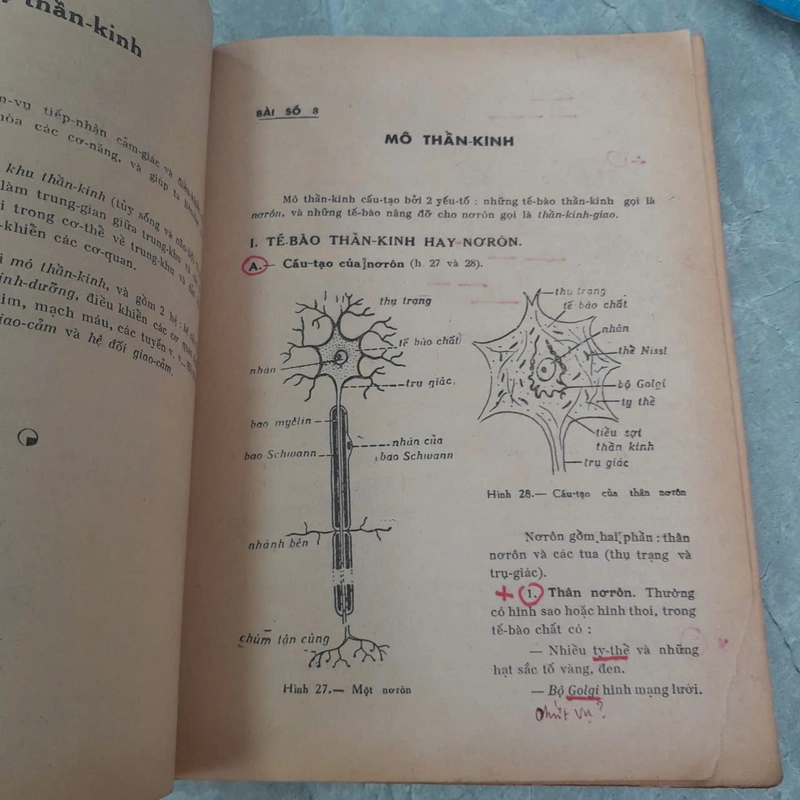 thần-kinh
n-vụ tiếp-nhận cảm-giác và điều-
hòa các cơ-năng, và giúp ta
khu thần-kinh (tủy sống và não-bộ)
làm trung-gian giữa trung-khu và
i trong cơ-thể về trung-khu và
-khiển các cơ-quan.
i mô thần-kinh, và gồm 2 hệ : hệ
inh-dưỡng, điều khiển các cơ
im, mạch máu, các tuyến v. v...
giao-cảm và hệ đối giao-cảm.
BÀI SỐ 8
MÔ THẦN-KINH
Mô thần-kinh cấu-tạo bởi 2 yếu-tố : những tế-bào thần-kinh gọi là
nơrôn, và những tế-bào nâng đỡ cho nơrôn gọi là thần-kinh-giao.
I. TẾ-BÀO THẦN-KINH HAY NƠRÔN.
A.— Cấu-tạo của nơrôn (h. 27 và 28).
thụ trạng
tế bào chất
nhân
trụ giác
bao myêlin
nhân của
bao Schwann
bao Schwann
nhánh bên
chùm tận cùng
Hình 27.— Một nơrôn
thụ trạng
tế bào chất
nhân
thể Nissl
bộ Golgi
ty thể
tiểu sợi
thần kinh
trụ giác
Hình 28.— Cấu-tạo của thân nơrôn
Nơrôn gồm hai phần : thân
nơrôn và các tua (thụ trạng và
trụ-giác).
+ 1. Thân nơrôn. Thường
có hình sao hoặc hình thoi, trong
tế-bào chất có :
— Nhiều ty-thể và những
hạt sắc tố vàng, đen.
— Bộ Golgi hình mạng lưới.